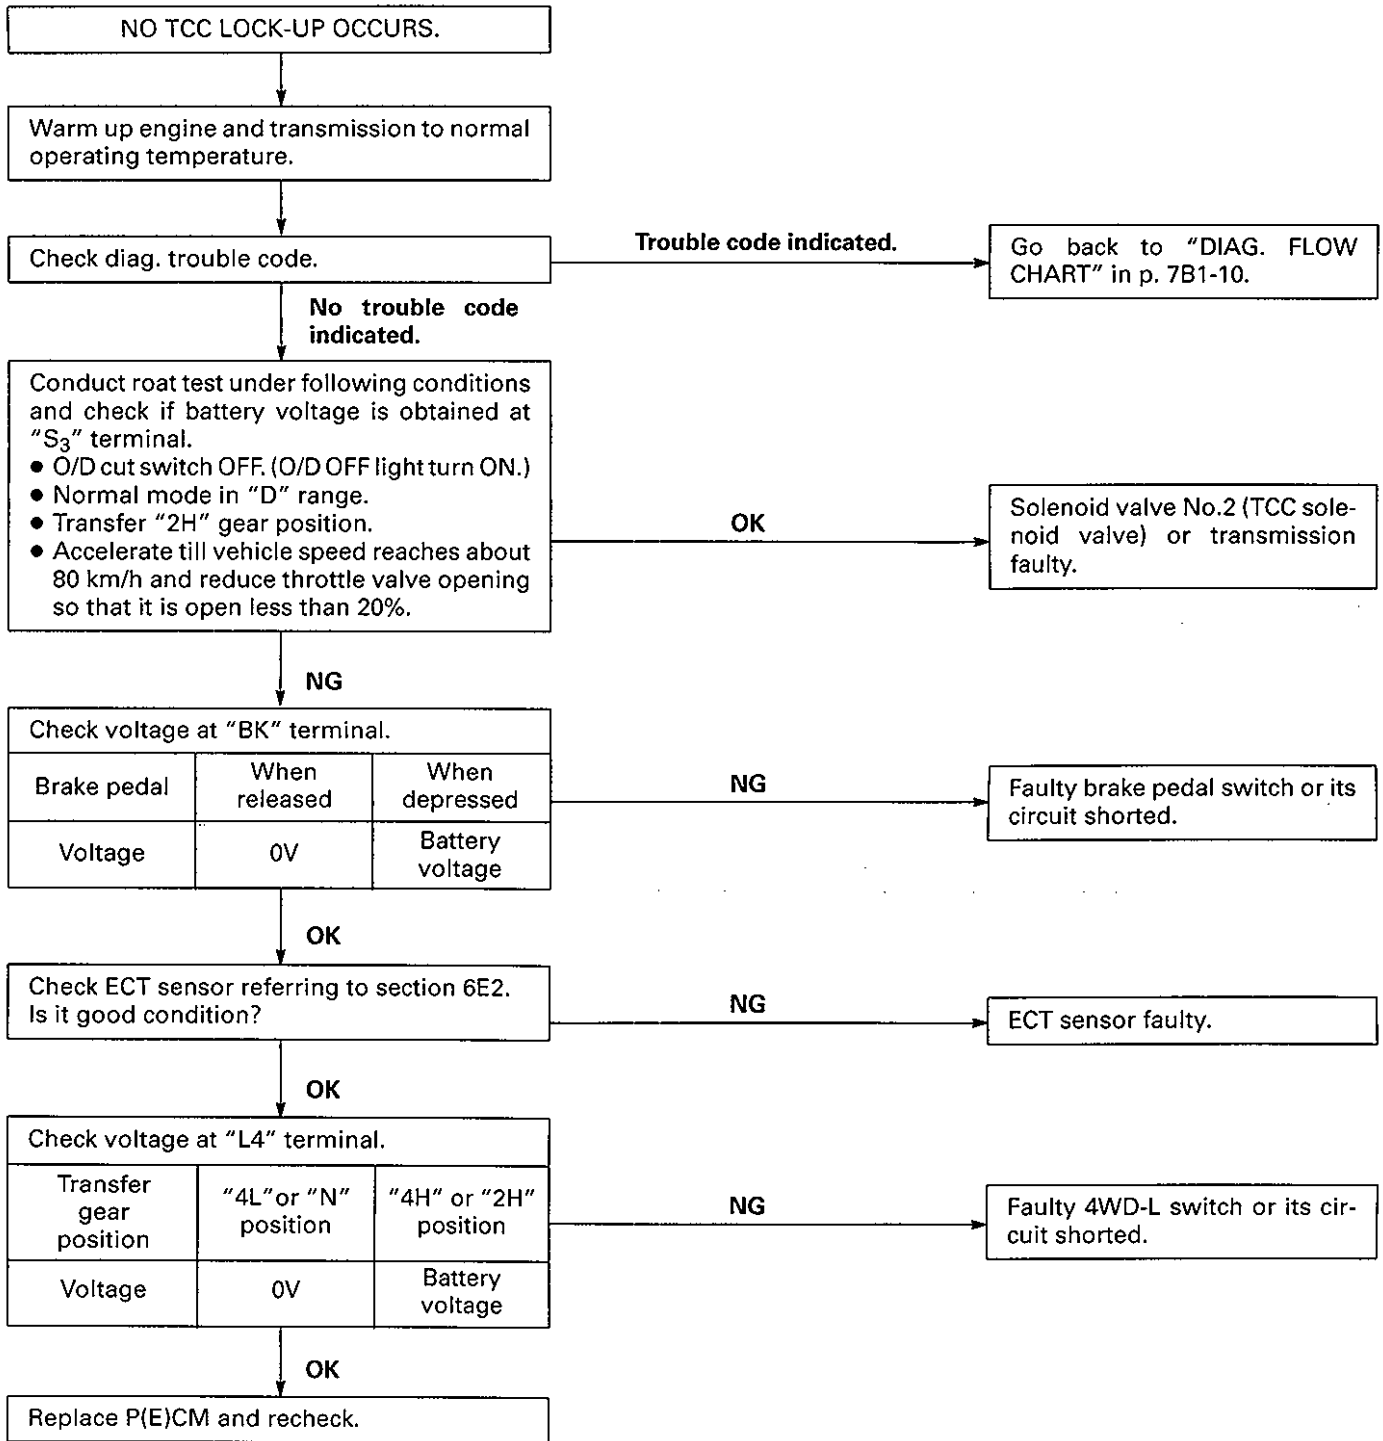 NO TCC LOCK-UP OCCURS.
Warm up engine and transmission to normal
operating temperature.
Check diag. trouble code.
Trouble code indicated.
Go back to "DIAG. FLOW
CHART" in p. 7B1-10.
No trouble code
indicated.
Conduct roat test under following conditions
and check if battery voltage is obtained at
"S3" terminal.
● O/D cut switch OFF. (O/D OFF light turn ON.)
● Normal mode in "D" range.
● Transfer "2H" gear position.
● Accelerate till vehicle speed reaches about
80 km/h and reduce throttle valve opening
so that it is open less than 20%.
OK
Solenoid valve No.2 (TCC sole-
noid valve) or transmission
faulty.
NG
Check voltage at "BK" terminal.
Brake pedal
When
released
When
depressed
Voltage
0V
Battery
voltage
NG
Faulty brake pedal switch or its
circuit shorted.
OK
Check ECT sensor referring to section 6E2.
Is it good condition?
NG
ECT sensor faulty.
OK
Check voltage at "L4" terminal.
Transfer
gear
position
"4L" or "N"
position
"4H" or "2H"
position
Voltage
0V
Battery
voltage
NG
Faulty 4WD-L switch or its cir-
cuit shorted.
OK
Replace P(E)CM and recheck.